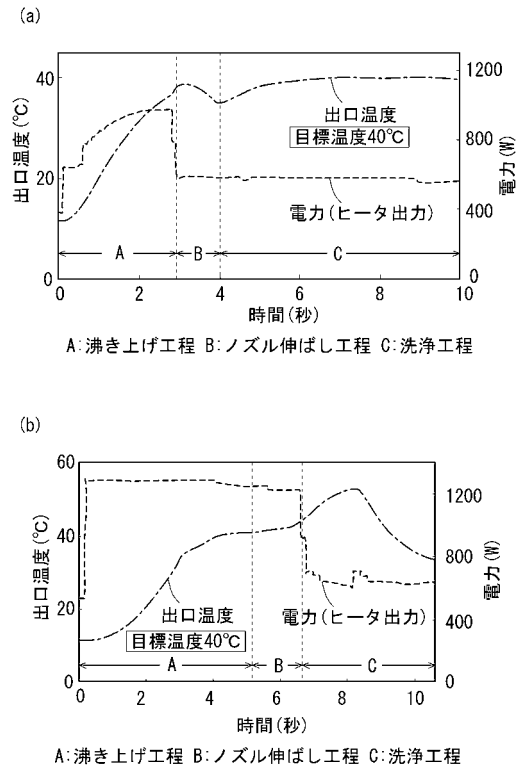 (a)
40
20
0
出口温度(℃)
1200
800
400
0
電力(W)
出口温度
目標温度40℃
電力(ヒータ出力)
A
B
C
0
2
4
6
8
10
時間(秒)
A:沸き上げ工程 B:ノズル伸ばし工程 C:洗浄工程
(b)
60
40
20
0
出口温度(℃)
1200
800
400
0
電力(W)
出口温度
目標温度40℃
電力(ヒータ出力)
A
B
C
0
2
4
6
8
10
時間(秒)
A:沸き上げ工程 B:ノズル伸ばし工程 C:洗浄工程